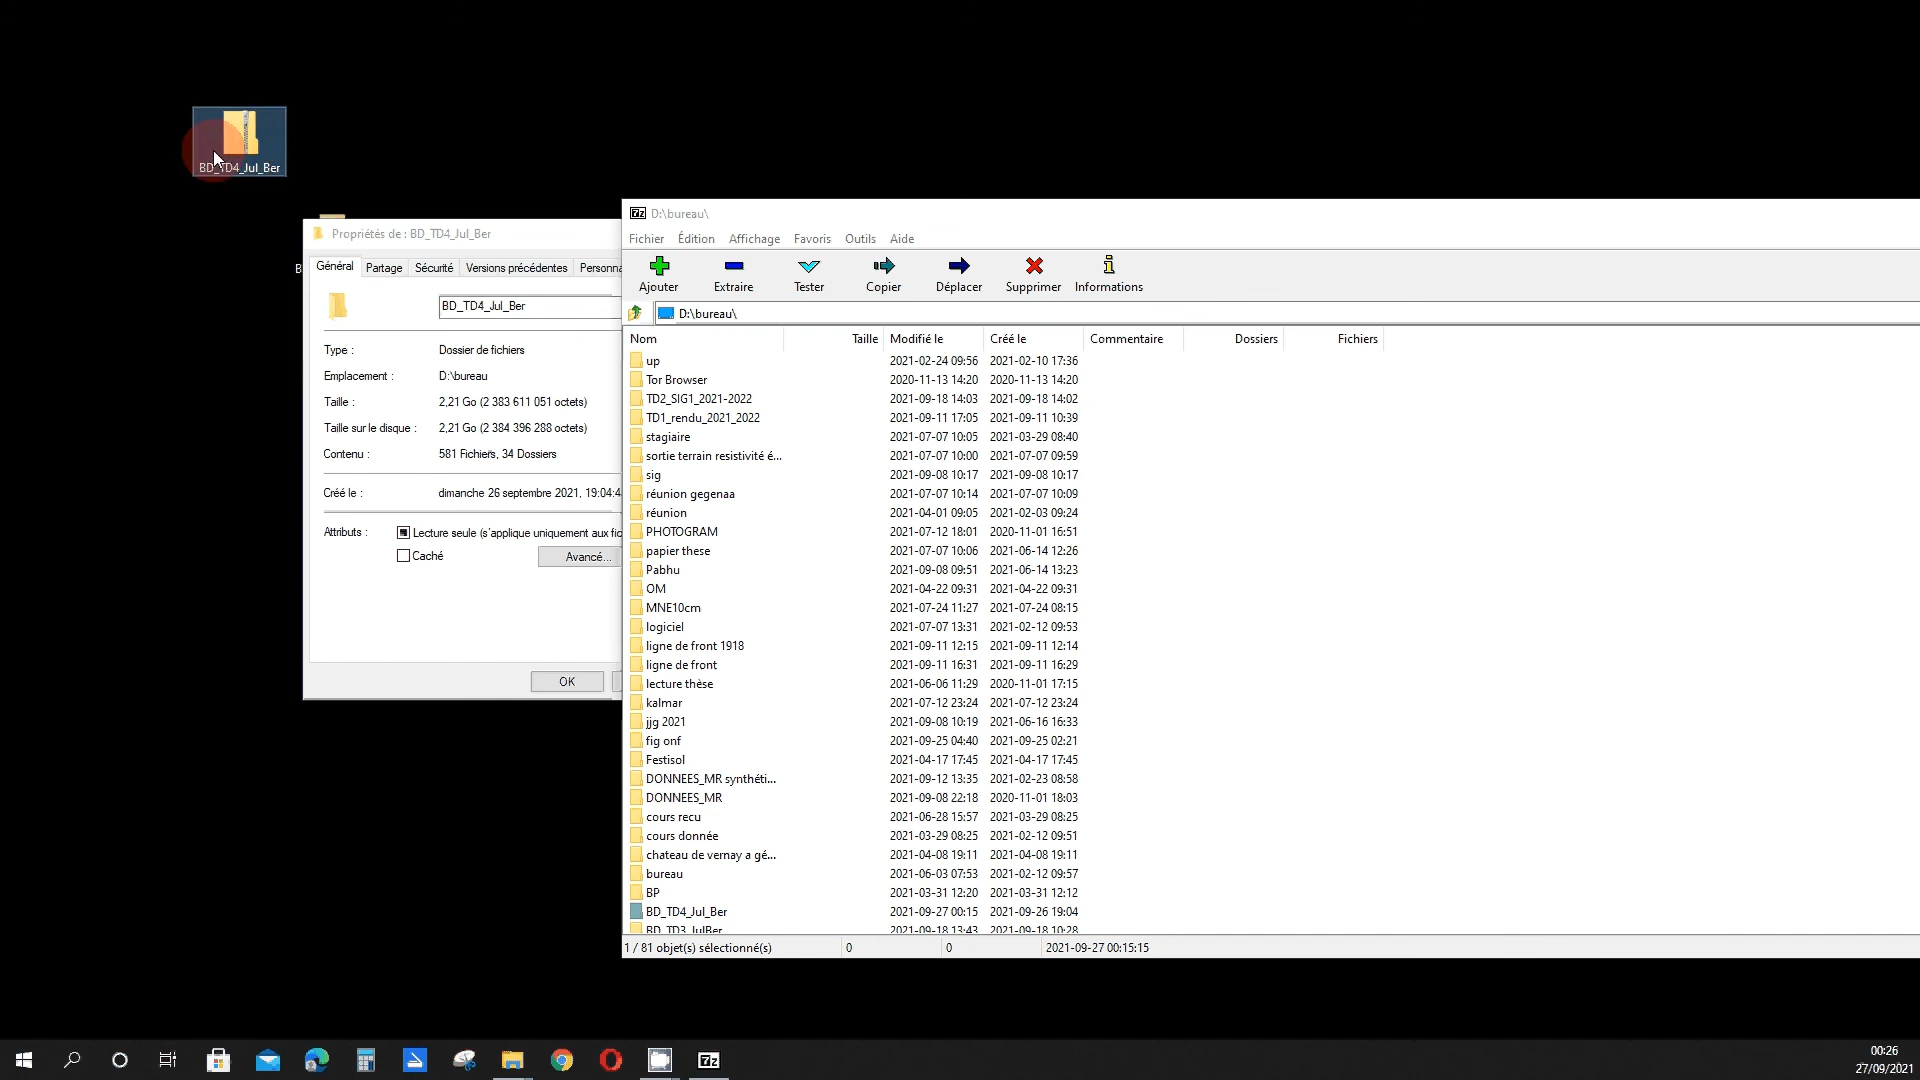 BD_TD4_Jul_Ber
B
Propriétés de : BD_TD4_Jul_Ber
Général Partage Sécurité Versions précédentes Personna
BD_TD4_Jul_Ber
Type : Dossier de fichiers
Emplacement : D:\bureau
Taille : 2,21 Go (2 383 611 051 octets)
Taille sur le disque : 2,21 Go (2 384 396 288 octets)
Contenu : 581 Fichiers, 34 Dossiers
Créé le : dimanche 26 septembre 2021, 19:04:4
Attributs : Lecture seule (s'applique uniquement aux fic
Caché Avancé...
OK
7z D:\bureau\
Fichier Édition Affichage Favoris Outils Aide
Ajouter Extraire Tester Copier Déplacer Supprimer Informations
D:\bureau\
Nom Taille Modifié le Créé le Commentaire Dossiers Fichiers
up 2021-02-24 09:56 2021-02-10 17:36
Tor Browser 2020-11-13 14:20 2020-11-13 14:20
TD2_SIG1_2021-2022 2021-09-18 14:03 2021-09-18 14:02
TD1_rendu_2021_2022 2021-09-11 17:05 2021-09-11 10:39
stagiaire 2021-07-07 10:05 2021-03-29 08:40
sortie terrain resistivité é... 2021-07-07 10:00 2021-07-07 09:59
sig 2021-09-08 10:17 2021-09-08 10:17
réunion gegenaa 2021-07-07 10:14 2021-07-07 10:09
réunion 2021-04-01 09:05 2021-02-03 09:24
PHOTOGRAM 2021-07-12 18:01 2020-11-01 16:51
papier these 2021-07-07 10:06 2021-06-14 12:26
Pabhu 2021-09-08 09:51 2021-06-14 13:23
OM 2021-04-22 09:31 2021-04-22 09:31
MNE10cm 2021-07-24 11:27 2021-07-24 08:15
logiciel 2021-07-07 13:31 2021-02-12 09:53
ligne de front 1918 2021-09-11 12:15 2021-09-11 12:14
ligne de front 2021-09-11 16:31 2021-09-11 16:29
lecture thèse 2021-06-06 11:29 2020-11-01 17:15
kalmar 2021-07-12 23:24 2021-07-12 23:24
jjg 2021 2021-09-08 10:19 2021-06-16 16:33
fig onf 2021-09-25 04:40 2021-09-25 02:21
Festisol 2021-04-17 17:45 2021-04-17 17:45
DONNEES_MR synthéti... 2021-09-12 13:35 2021-02-23 08:58
DONNEES_MR 2021-09-08 22:18 2020-11-01 18:03
cours recu 2021-06-28 15:57 2021-03-29 08:25
cours donnée 2021-03-29 08:25 2021-02-12 09:51
chateau de vernay a gé... 2021-04-08 19:11 2021-04-08 19:11
bureau 2021-06-03 07:53 2021-02-12 09:57
BP 2021-03-31 12:20 2021-03-31 12:12
BD_TD4_Jul_Ber 2021-09-27 00:15 2021-09-26 19:04
BD_TD3_JulBer 2021-09-18 13:43 2021-09-18 10:28
1 / 81 objet(s) sélectionné(s) 0 0 2021-09-27 00:15:15
7z
00:26
27/09/2021